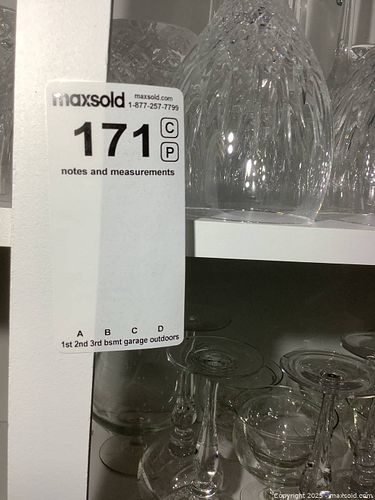 maxsold maxsold.com
1-877-257-7799
171 C
P
notes and measurements
A B C D
1st 2nd 3rd bsmt garage outdoors
Copyright 2025 - maxsold.com